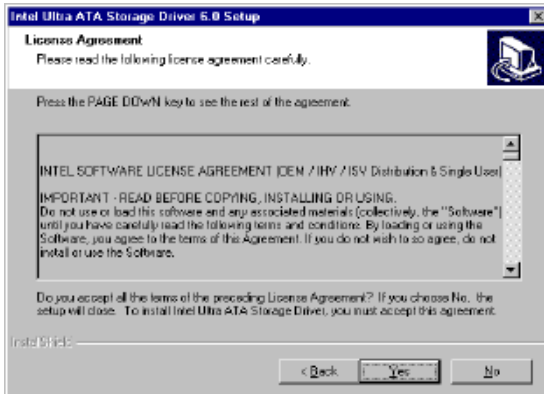 Intel Ultra ATA Storage Driver 6.0 Setup
License Agreement
Please read the following license agreement carefully.
Press the PAGE DOWN key to see the rest of the agreement.
INTEL SOFTWARE LICENSE AGREEMENT (OEM / IHV / ISV Distribution & Single User)
IMPORTANT - READ BEFORE COPYING, INSTALLING OR USING.
Do not use or load this software and any associated materials (collectively, the "Software")
until you have carefully read the following terms and conditions. By loading or using the
Software, you agree to the terms of this Agreement. If you do not wish to so agree, do not
install or use the Software.
Do you accept all the terms of the preceding License Agreement? If you choose No, the
setup will close. To install Intel Ultra ATA Storage Driver, you must accept this agreement.
InstallShield
< Back
Yes
No